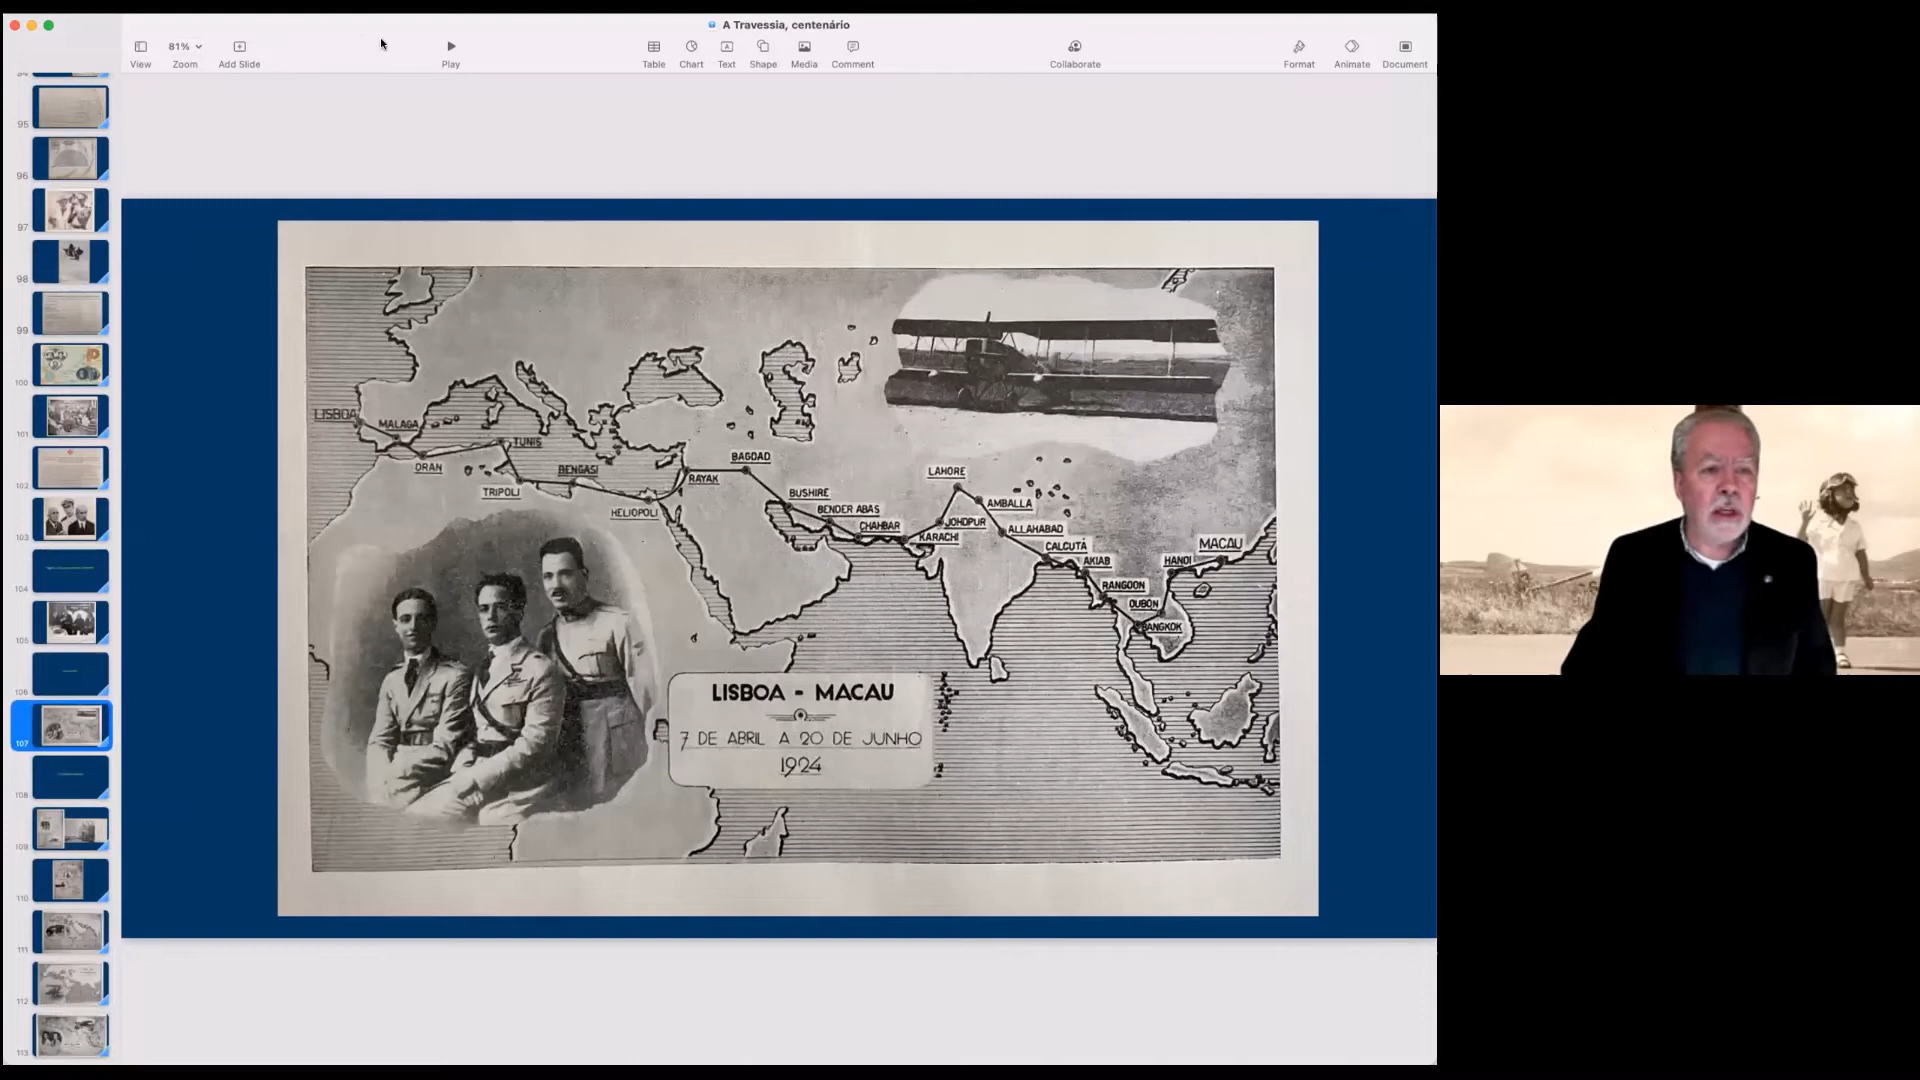 A Travessia, centenário
81%
View
Zoom
Add Slide
Play
Table
Chart
Text
Shape
Media
Comment
Collaborate
Format
Animate
Document
95
96
97
98
99
100
101
102
103
104
105
106
107
108
109
110
111
112
113
LISBOA
MALAGA
ORAN
TUNIS
TRIPOLI
BENGASI
HELIOPOLI
RAYAK
BAGDAD
BUSHIRE
BENDER ABAS
CHAHBAR
KARACHI
JOHDPUR
LAHORE
AMBALLA
ALLAHABAD
CALCUTÁ
AKIAB
RANGOON
OUBON
BANGKOK
HANOI
MACAU
LISBOA - MACAU
7 DE ABRIL A 20 DE JUNHO
1924